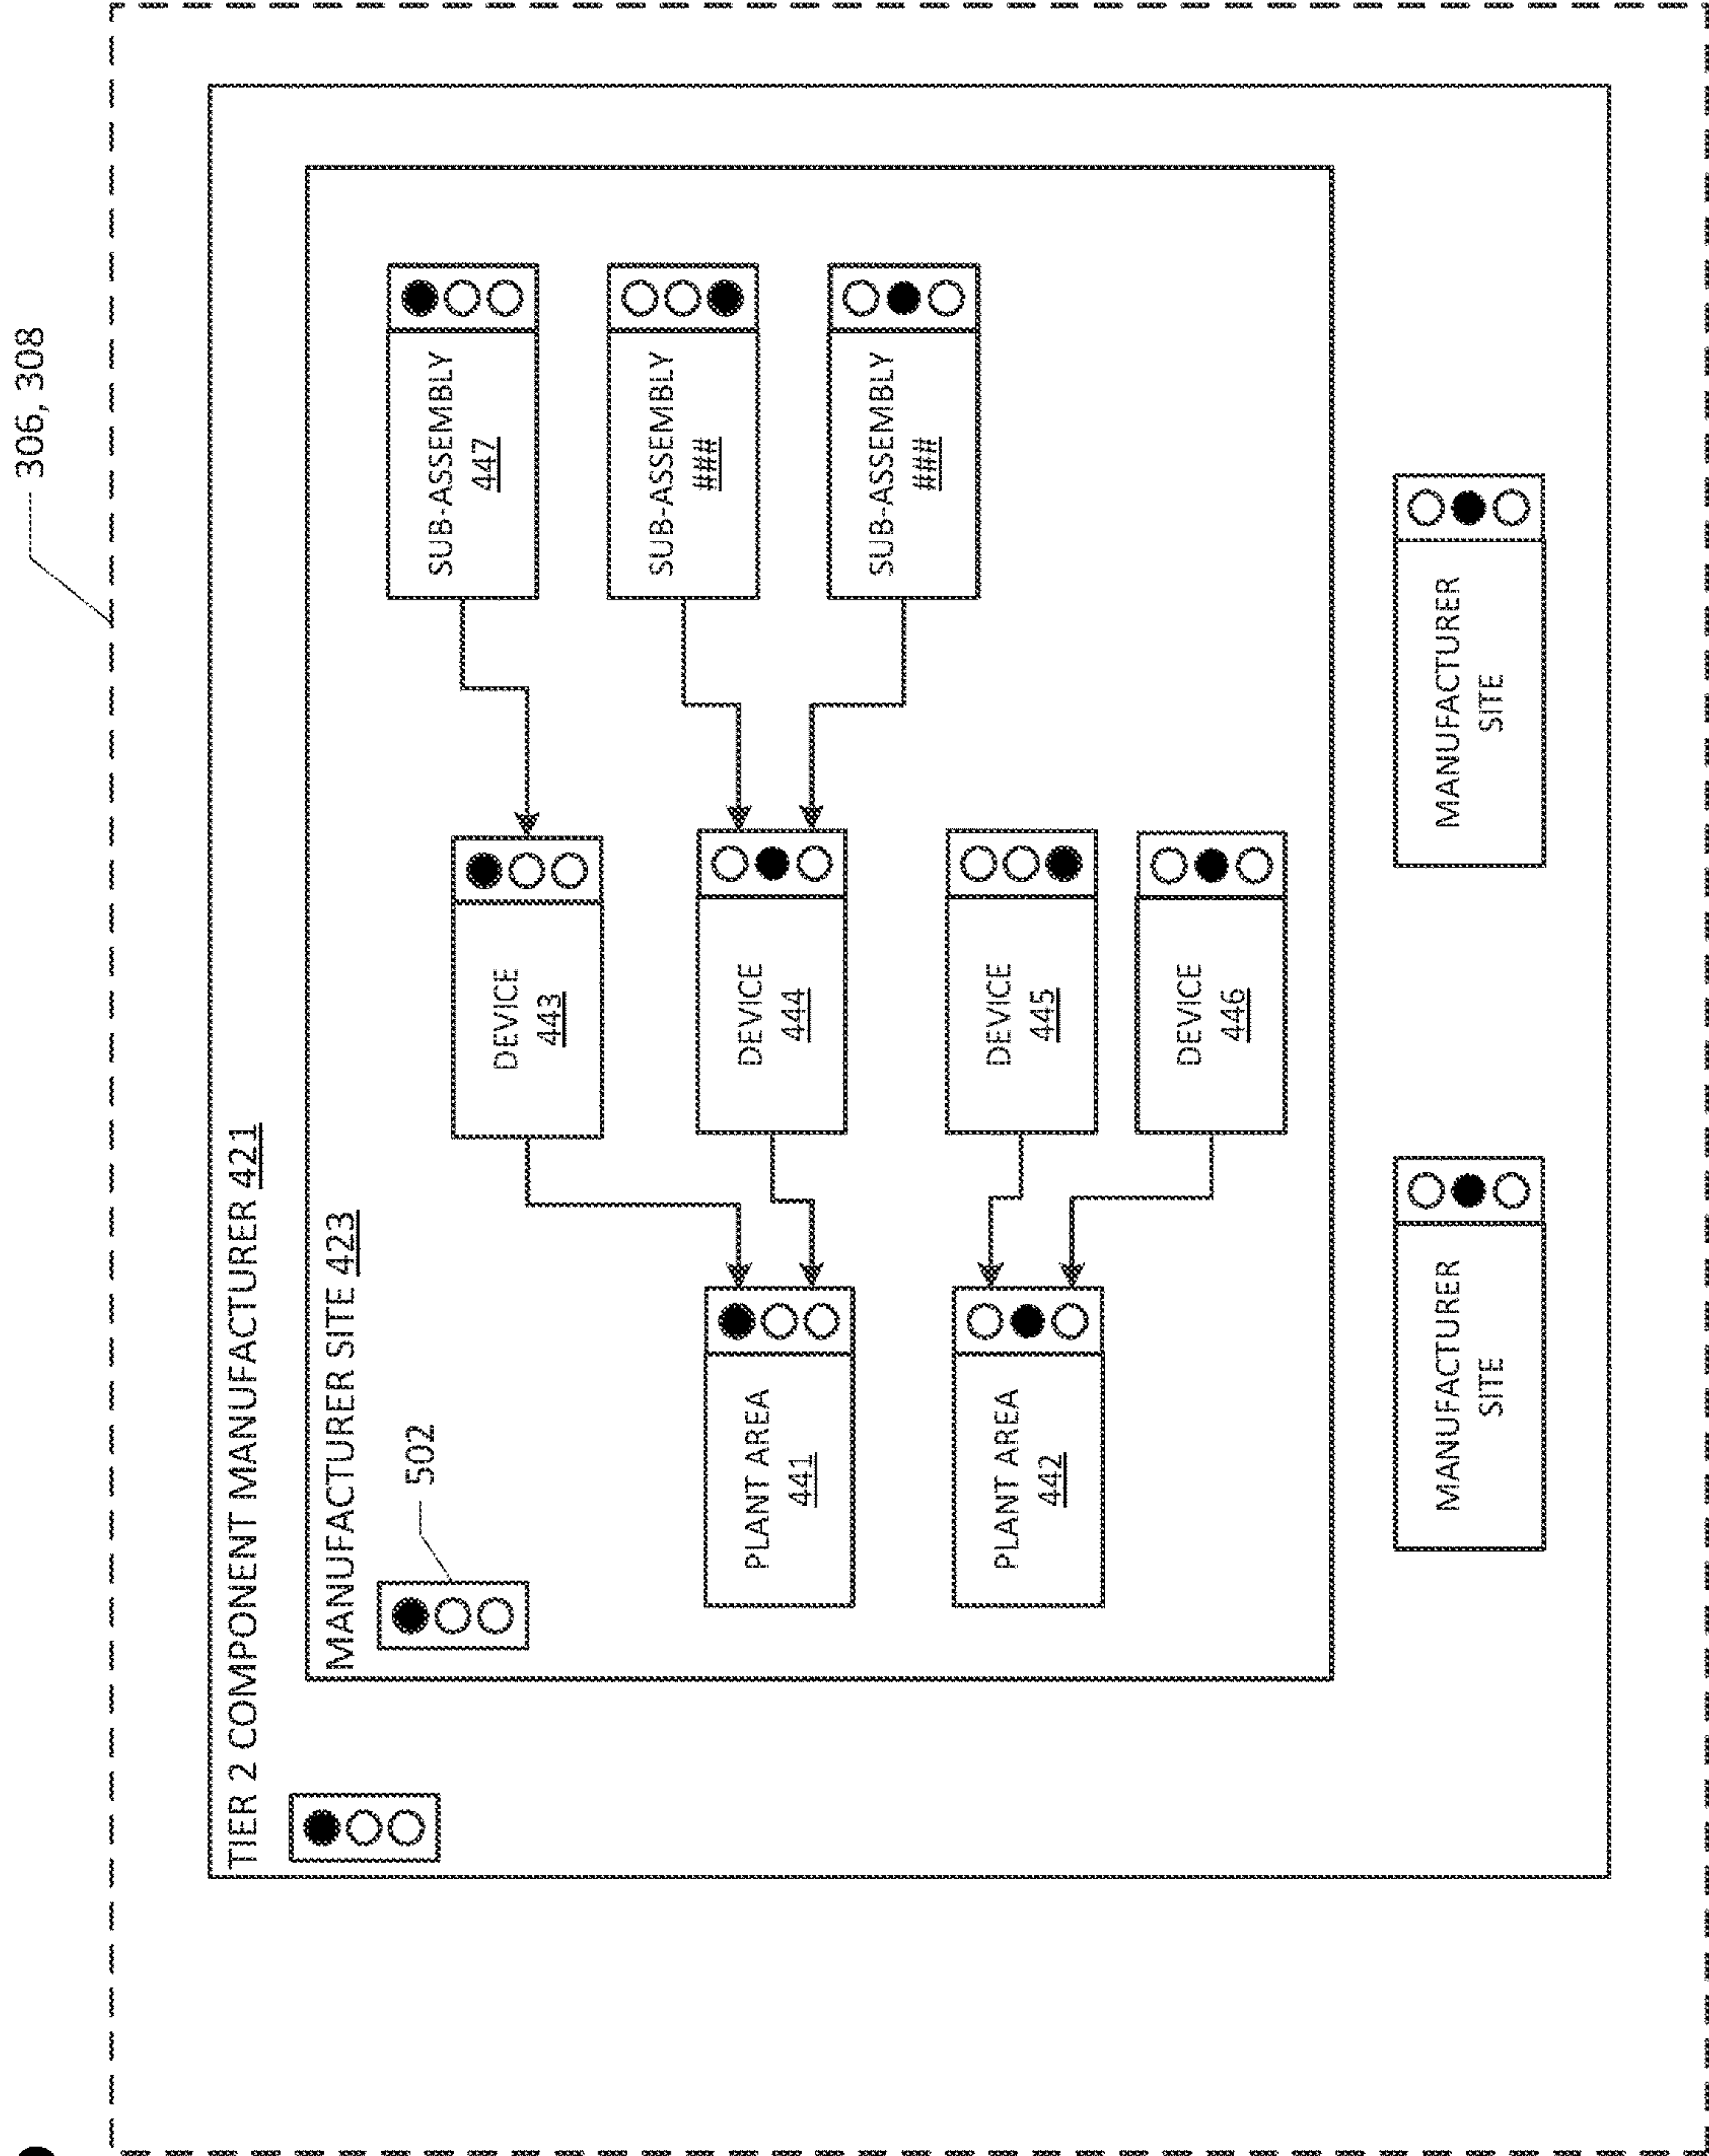 306, 308
TIER 2 COMPONENT MANUFACTURER 421
MANUFACTURER SITE 423
502
SUB-ASSEMBLY
447
DEVICE
443
SUB-ASSEMBLY
###
DEVICE
444
PLANT AREA
441
SUB-ASSEMBLY
###
DEVICE
445
PLANT AREA
442
DEVICE
446
MANUFACTURER
SITE
MANUFACTURER
SITE